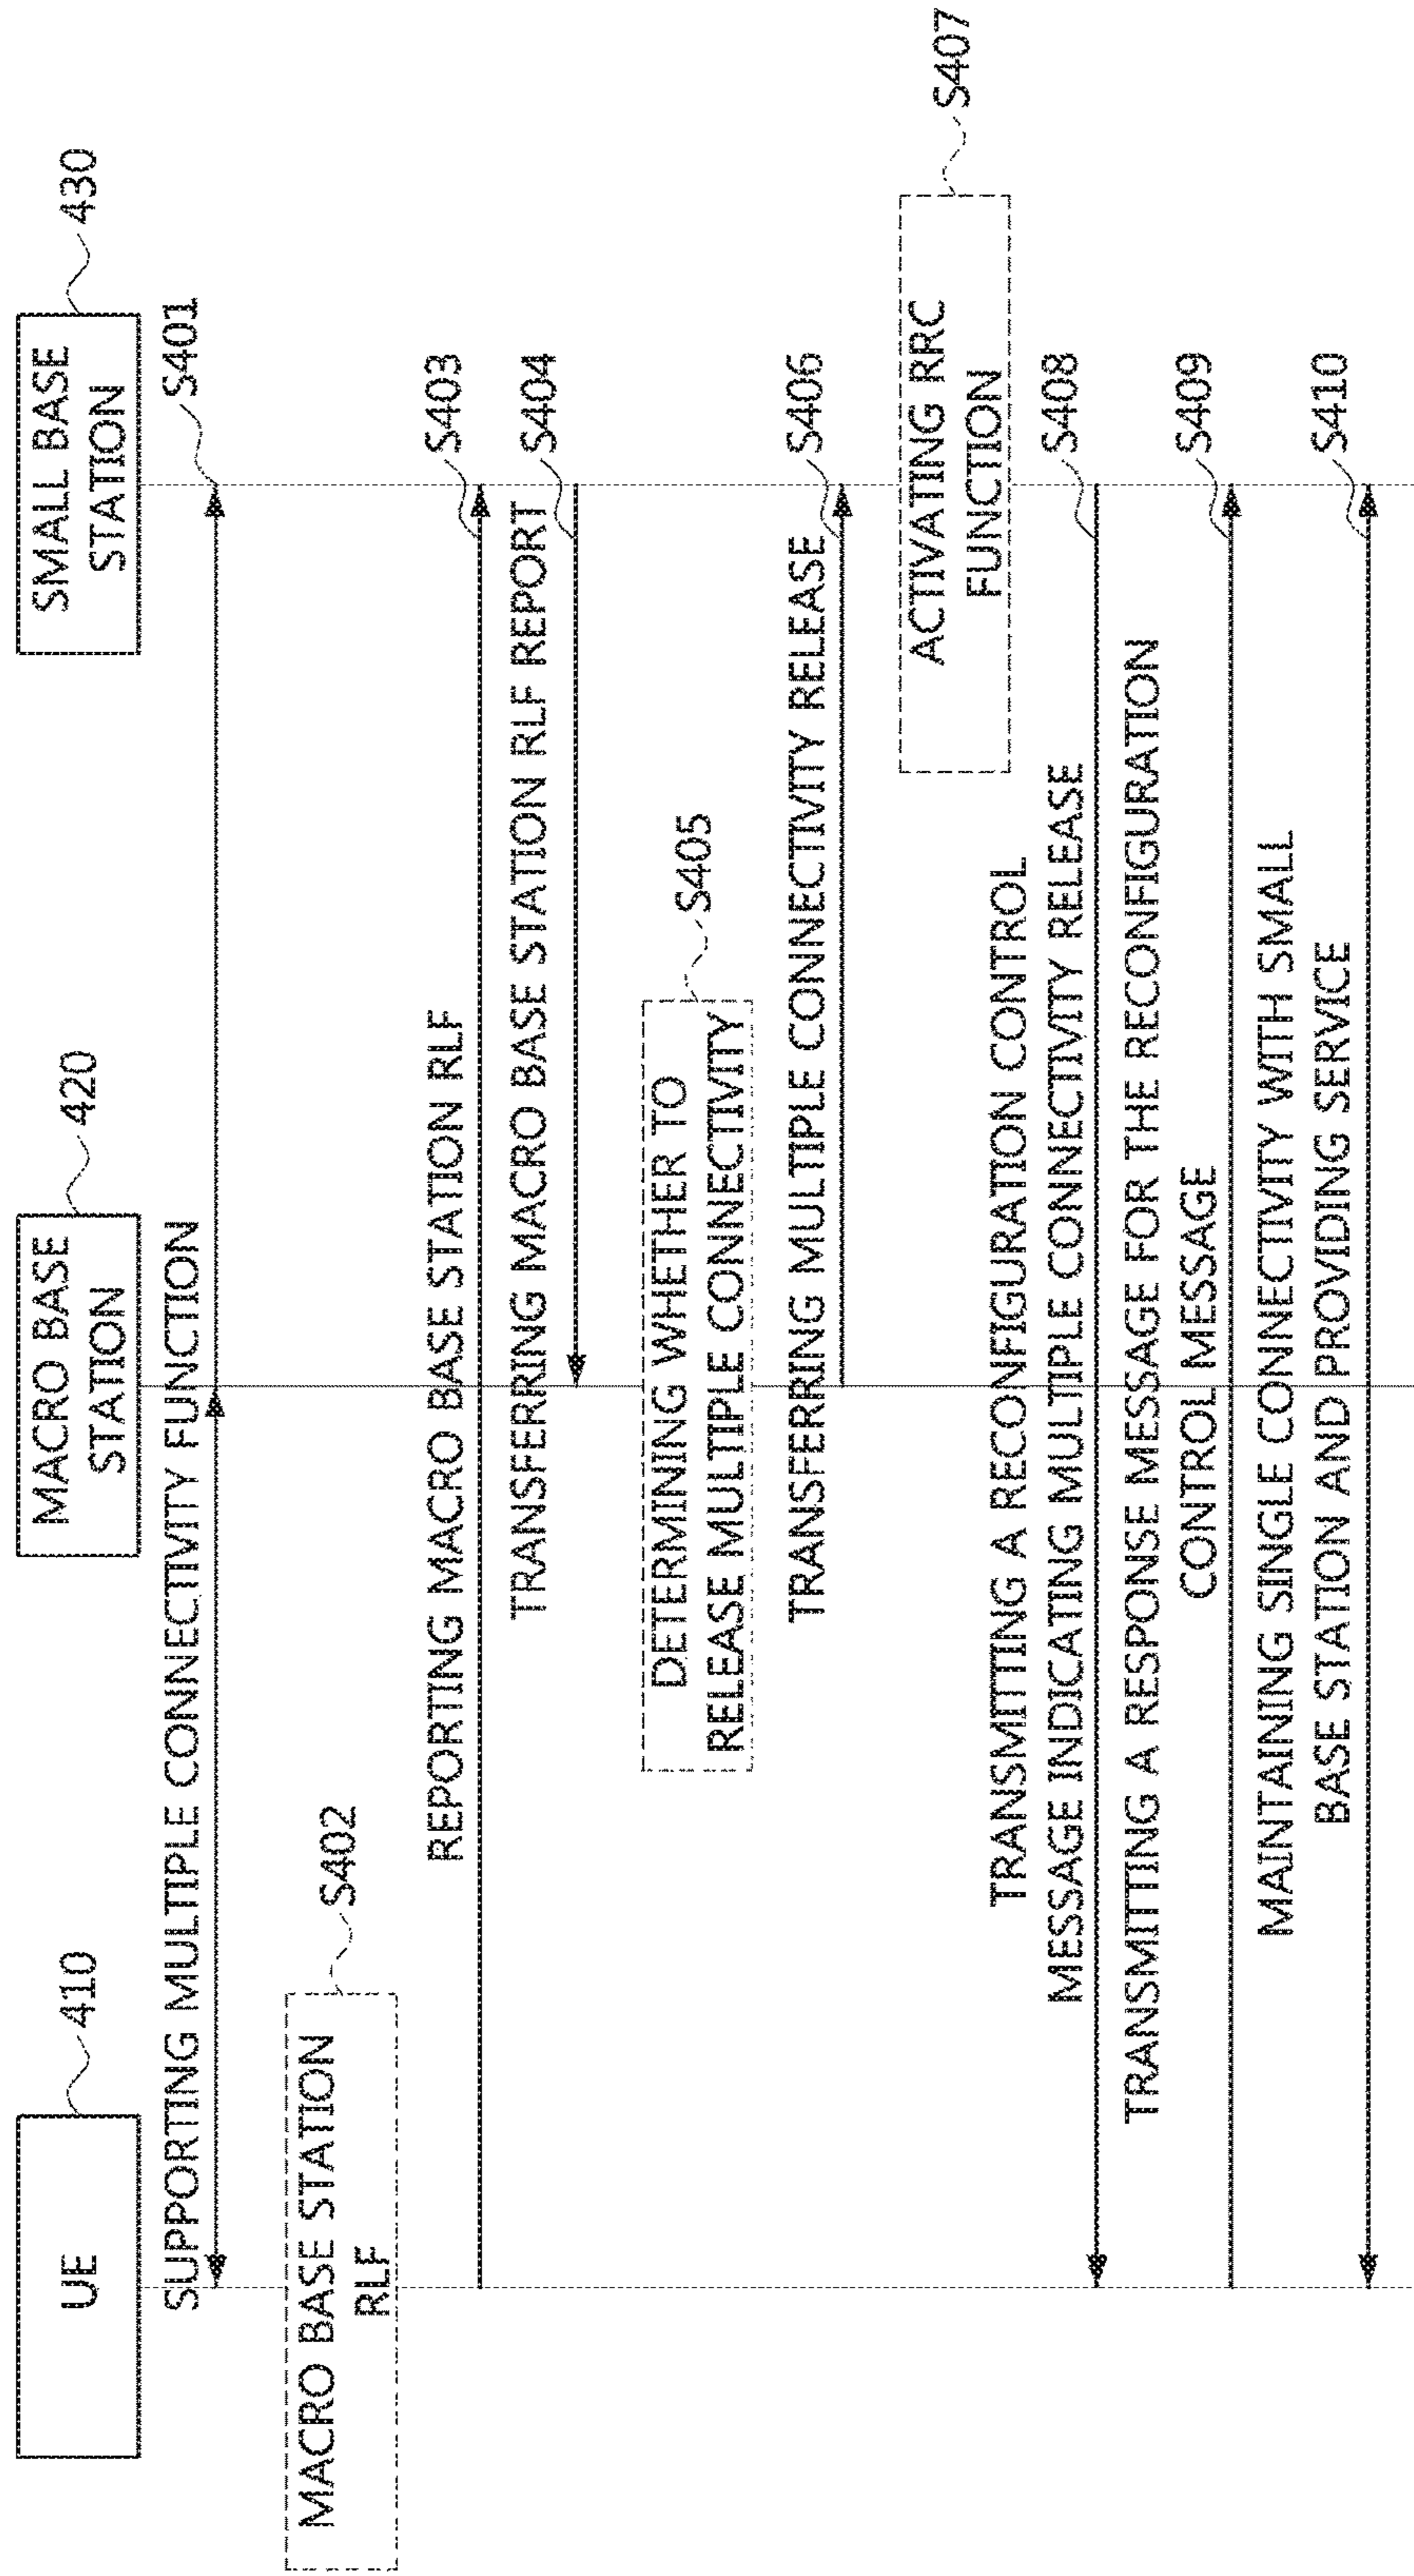 UE
410
MACRO BASE
STATION
420
SMALL BASE
STATION
430
SUPPORTING MULTIPLE CONNECTIVITY FUNCTION
S401
MACRO BASE STATION
RLF
S402
REPORTING MACRO BASE STATION RLF
S403
TRANSFERRING MACRO BASE STATION RLF REPORT
S404
DETERMINING WHETHER TO
RELEASE MULTIPLE CONNECTIVITY
S405
TRANSFERRING MULTIPLE CONNECTIVITY RELEASE
S406
ACTIVATING RRC
FUNCTION
S407
TRANSMITTING A RECONFIGURATION CONTROL
MESSAGE INDICATING MULTIPLE CONNECTIVITY RELEASE
S408
TRANSMITTING A RESPONSE MESSAGE FOR THE RECONFIGURATION
CONTROL MESSAGE
S409
MAINTAINING SINGLE CONNECTIVITY WITH SMALL
BASE STATION AND PROVIDING SERVICE
S410